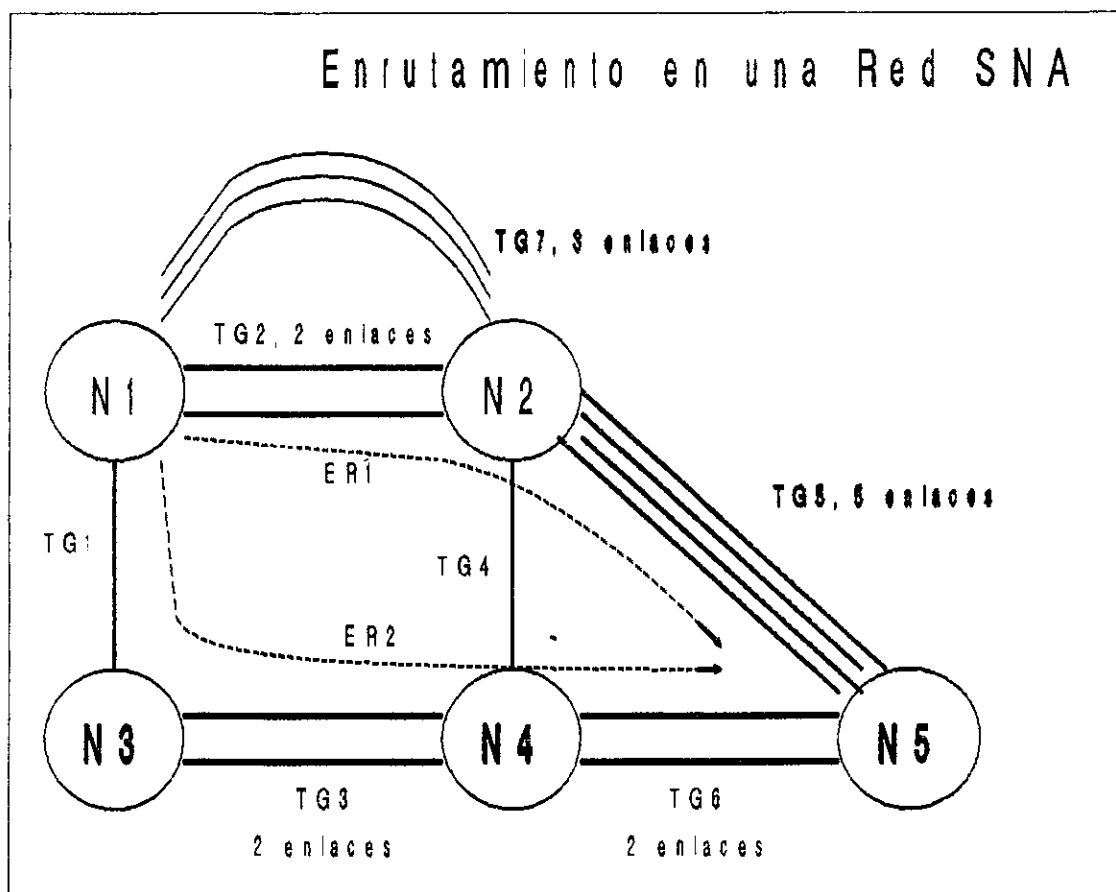 Enrutamiento en una Red SNA
TG7, 3 enlaces
TG2, 2 enlaces
N1
N2
ER1
TG5, 5 enlaces
TG1
TG4
ER2
N3
N4
N5
TG3
2 enlaces
TG6
2 enlaces